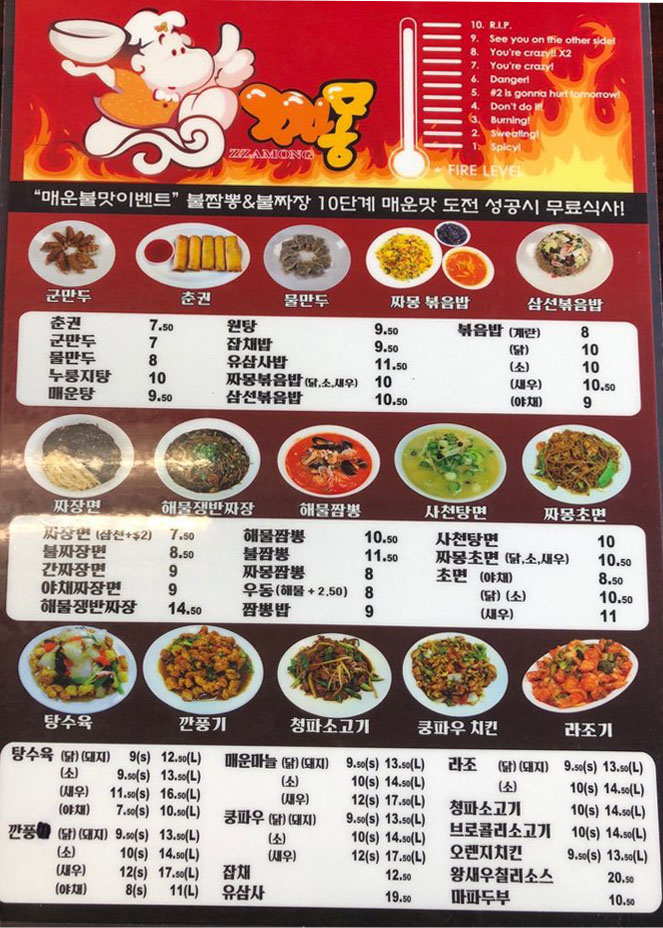 10. R.I.P.
9. See you on the other side!
8. You're crazy!! X2
7. You're crazy!
6. Danger!
5. #2 is gonna hurt tomorrow!
4. Don't do it!
3. Burning!
2. Sweating!
1. Spicy!
FIRE LEVEL
짜몽
ZZAMONG
"매운불맛이벤트" 불짬뽕&불짜장 10단계 매운맛 도전 성공시 무료식사!
군만두 춘권 물만두 짜몽 볶음밥 삼선볶음밥
춘권 7.50 원탕 9.50 볶음밥 (계란) 8
군만두 7 잡채밥 9.50 (닭) 10
물만두 8 유삼사밥 11.50 (소) 10
누룽지탕 10 짜몽볶음밥 (닭,소,새우) 10 (새우) 10.50
매운탕 9.50 삼선볶음밥 10.50 (야채) 9
짜장면 해물쟁반짜장 해물짬뽕 사천탕면 짜몽초면
짜장면 (삼선+$2) 7.50 해물짬뽕 10.50 사천탕면 10
불짜장면 8.50 불짬뽕 11.50 짜몽초면 (닭,소,새우) 10.50
간짜장면 9 짜몽짬뽕 8 초면 (야채) 8.50
야채짜장면 9 우동 (해물 + 2.50) 8 (닭) (소) 10.50
해물쟁반짜장 14.50 짬뽕밥 9 (새우) 11
탕수육 깐풍기 청파소고기 쿵파우 치킨 라조기
탕수육 (닭) (돼지) 9(s) 12.50(L) 매운마늘 (닭) (돼지) 9.50(s) 13.50(L) 라조 (닭) (돼지) 9.50(s) 13.50(L)
(소) 9.50(s) 13.50(L) (소) 10(s) 14.50(L) (소) 10(s) 14.50(L)
(새우) 11.50(s) 16.50(L) (새우) 12(s) 17.50(L) 청파소고기 10(s) 14.50(L)
(야채) 7.50(s) 10.50(L) 쿵파우 (닭) (돼지) 9.50(s) 13.50(L) 브로콜리소고기 10(s) 14.50(L)
깐풍 (닭) (돼지) 9.50(s) 13.50(L) (소) 10(s) 14.50(L) 오렌지치킨 9.50(s) 13.50(L)
(소) 10(s) 14.50(L) (새우) 12(s) 17.50(L) 왕새우칠리소스 20.50
(새우) 12(s) 17.50(L) 잡채 12.50 마파두부 10.50
(야채) 8(s) 11(L) 유삼사 19.50